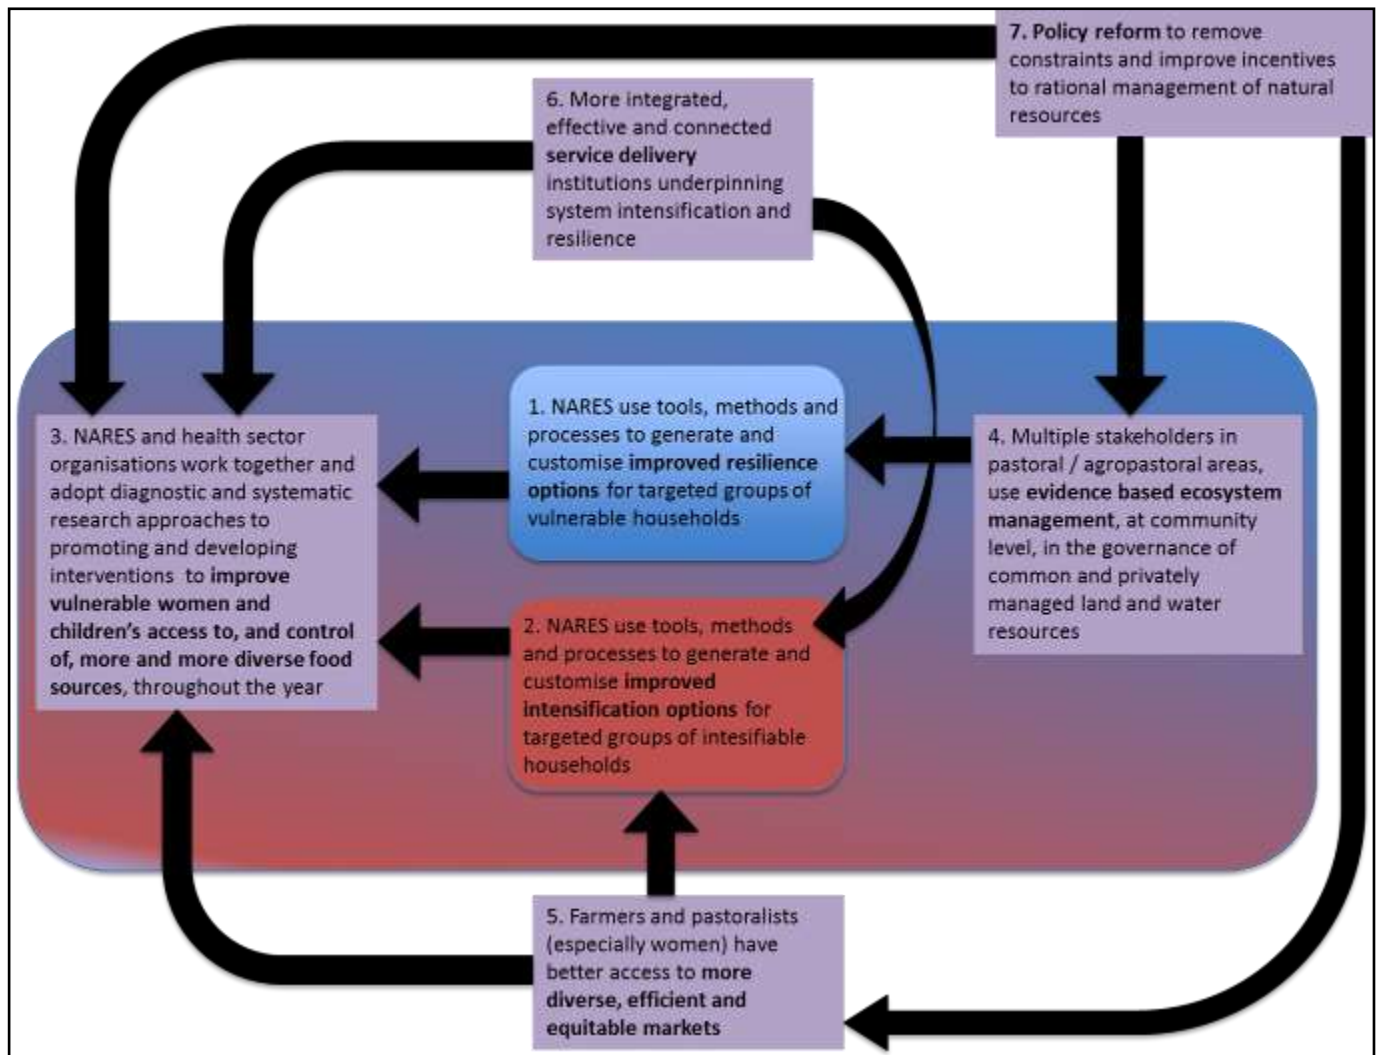 7. Policy reform to remove
constraints and improve incentives
to rational management of natural
resources
6. More integrated,
effective and connected
service delivery
institutions underpinning
system intensification and
resilience
1. NARES use tools, methods and
processes to generate and
customise improved resilience
options for targeted groups of
vulnerable households
3. NARES and health sector
organisations work together and
adopt diagnostic and systematic
research approaches to
promoting and developing
interventions to improve
vulnerable women and
children's access to, and control
of, more and more diverse food
sources, throughout the year
4. Multiple stakeholders in
pastoral / agropastoral areas,
use evidence based ecosystem
management, at community
level, in the governance of
common and privately
managed land and water
resources
2. NARES use tools, methods
and processes to generate and
customise improved
intensification options for
targeted groups of intesifiable
households
5. Farmers and pastoralists
(especially women) have
better access to more
diverse, efficient and
equitable markets